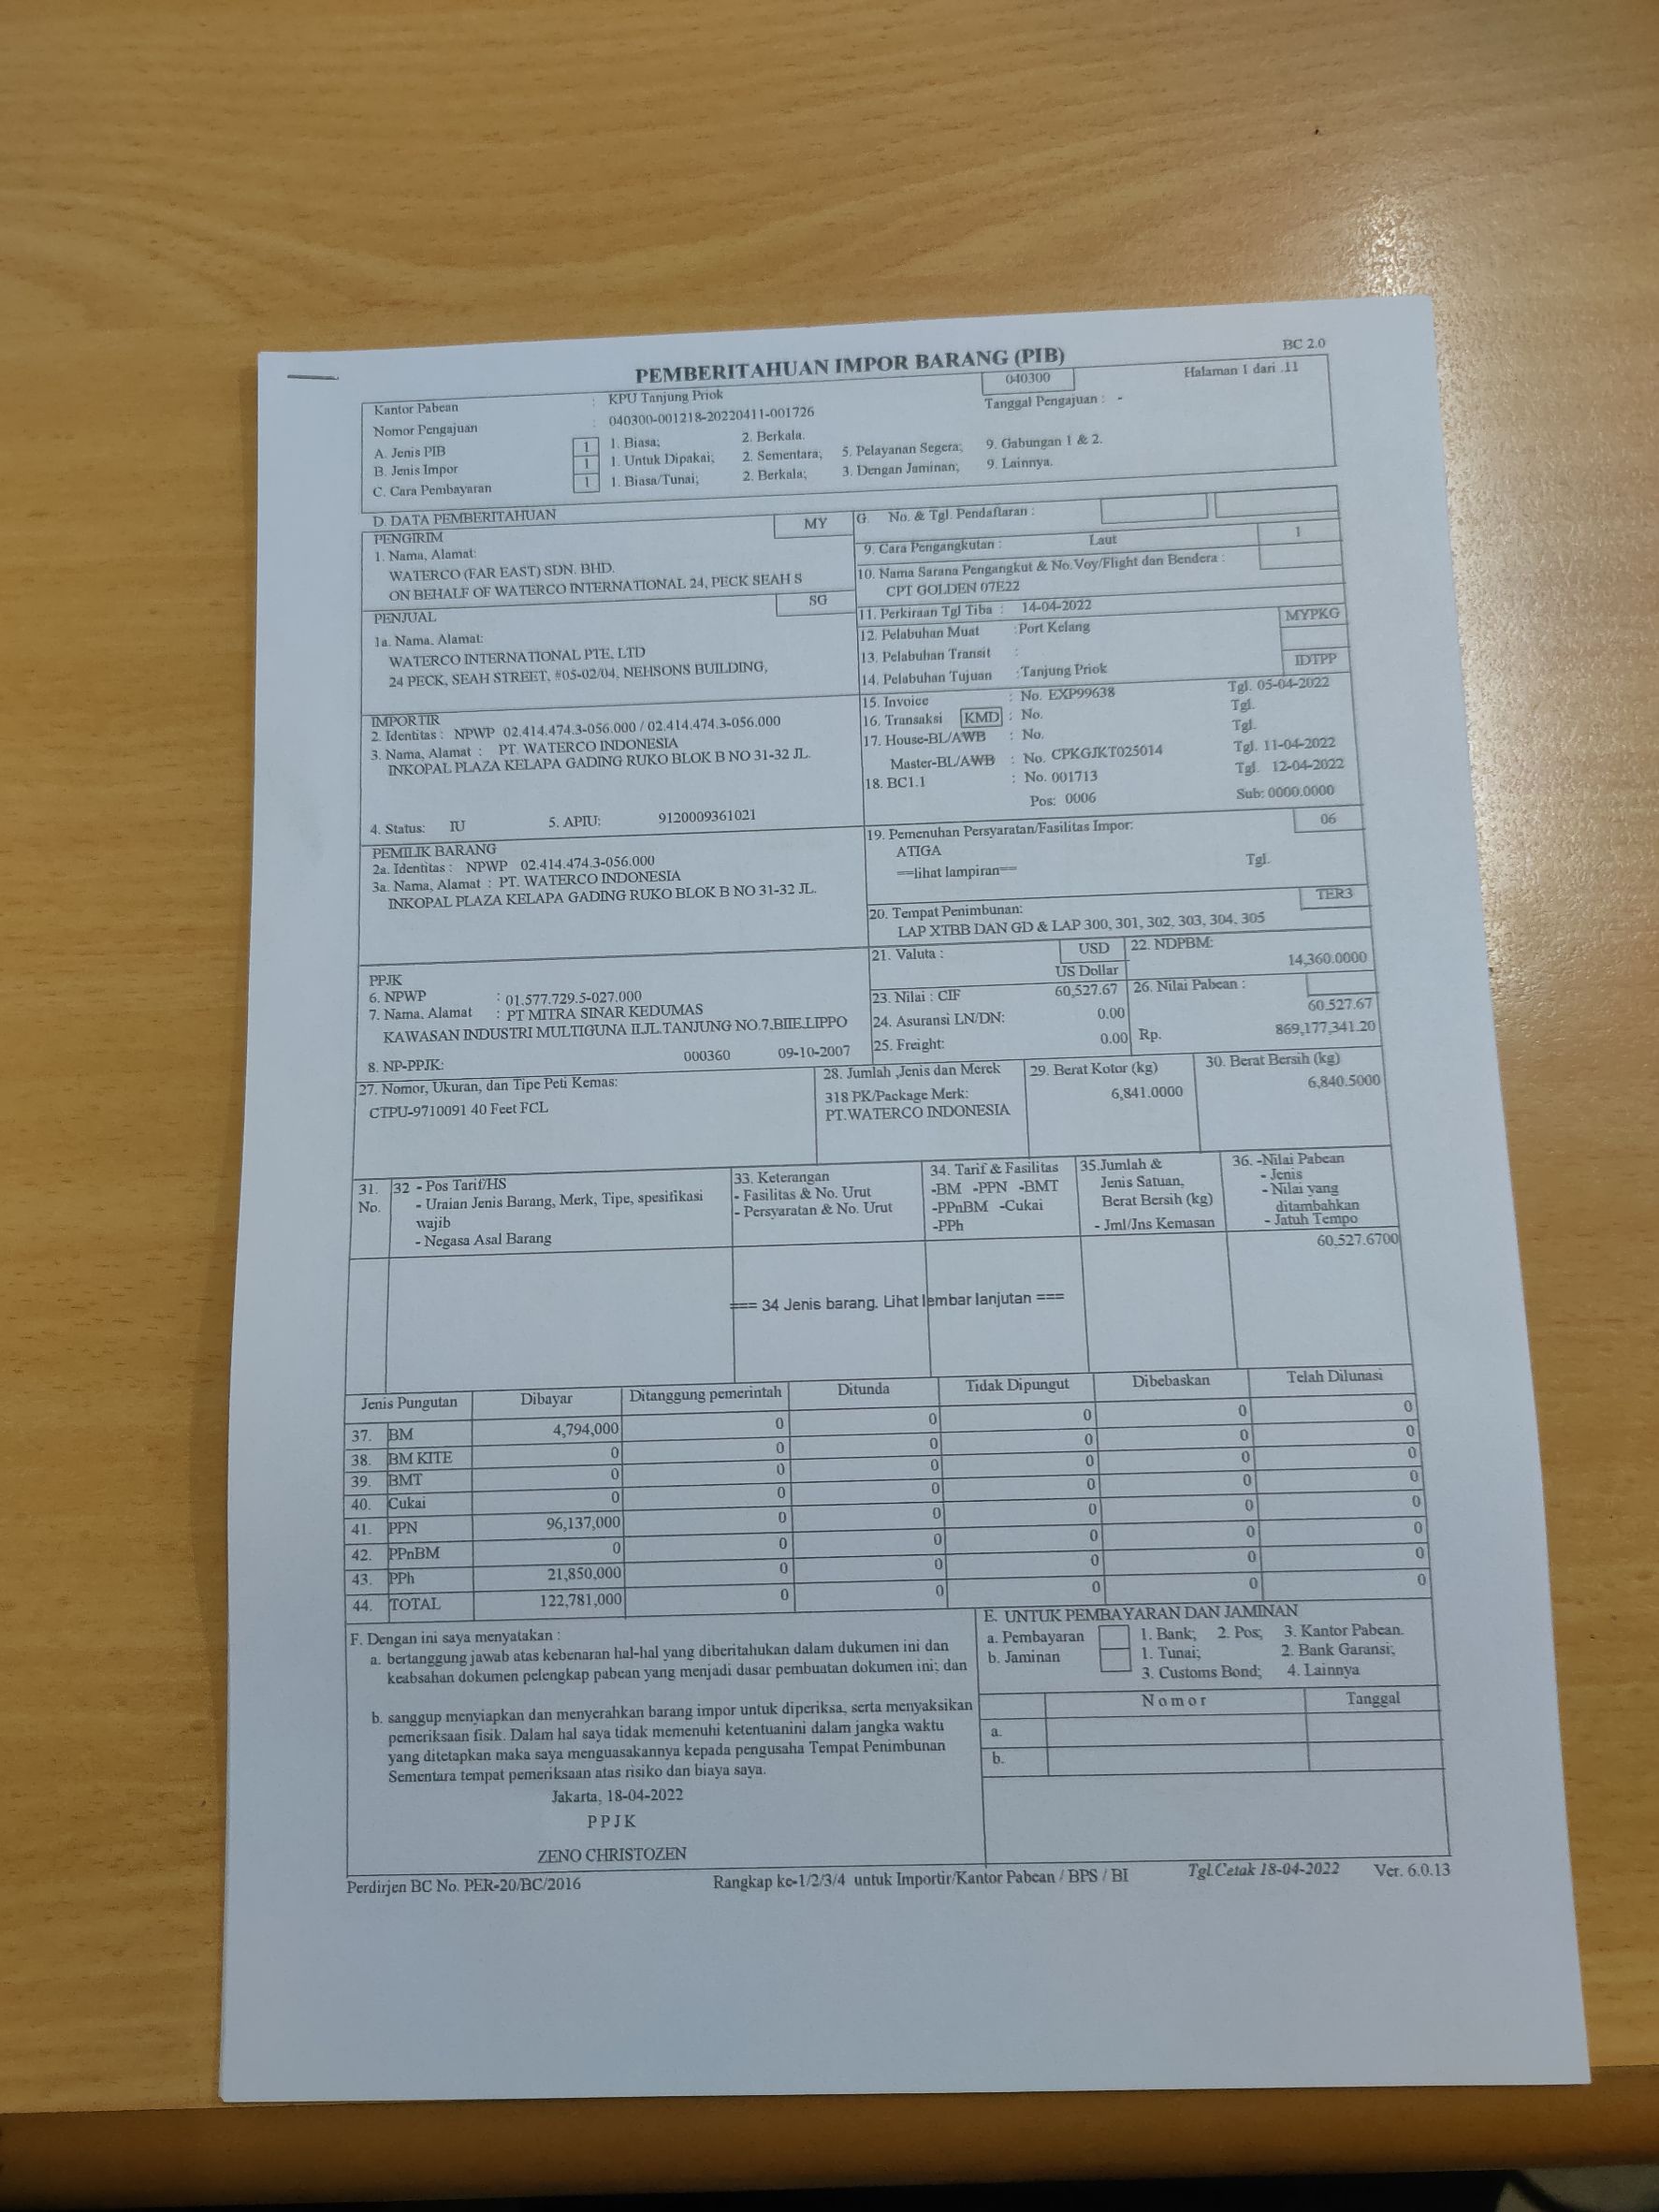 BC 2.0
PEMBERITAHUAN IMPOR BARANG (PIB)
040300
Halaman 1 dari .11
Kantor Pabean : KPU Tanjung Priok
Nomor Pengajuan : 040300-001218-20220411-001726
Tanggal Pengajuan : -
A. Jenis PIB 1 1. Biasa; 2. Berkala.
B. Jenis Impor 1 1. Untuk Dipakai; 2. Sementara; 5. Pelayanan Segera; 9. Gabungan 1 & 2.
C. Cara Pembayaran 1 1. Biasa/Tunai; 2. Berkala; 3. Dengan Jaminan; 9. Lainnya.
D. DATA PEMBERITAHUAN
PENGIRIM MY
1. Nama, Alamat:
WATERCO (FAR EAST) SDN. BHD.
ON BEHALF OF WATERCO INTERNATIONAL 24, PECK SEAH S
PENJUAL SG
1a. Nama, Alamat:
WATERCO INTERNATIONAL PTE, LTD
24 PECK, SEAH STREET, #05-02/04, NEHSONS BUILDING,
IMPORTIR
2. Identitas : NPWP 02.414.474.3-056.000 / 02.414.474.3-056.000
3. Nama, Alamat : PT. WATERCO INDONESIA
INKOPAL PLAZA KELAPA GADING RUKO BLOK B NO 31-32 JL.
4. Status: IU 5. APIU: 9120009361021
PEMILIK BARANG
2a. Identitas : NPWP 02.414.474.3-056.000
3a. Nama, Alamat : PT. WATERCO INDONESIA
INKOPAL PLAZA KELAPA GADING RUKO BLOK B NO 31-32 JL.
PPJK
6. NPWP : 01.577.729.5-027.000
7. Nama, Alamat : PT MITRA SINAR KEDUMAS
KAWASAN INDUSTRI MULTIGUNA II.JL.TANJUNG NO.7,BIIE,LIPPO
8. NP-PPJK: 000360 09-10-2007
G. No. & Tgl. Pendaftaran :
9. Cara Pengangkutan : Laut 1
10. Nama Sarana Pengangkut & No.Voy/Flight dan Bendera :
CPT GOLDEN 07E22
11. Perkiraan Tgl Tiba : 14-04-2022
12. Pelabuhan Muat :Port Kelang MYPKG
13. Pelabuhan Transit :
14. Pelabuhan Tujuan :Tanjung Priok IDTPP
15. Invoice : No. EXP99638 Tgl. 05-04-2022
16. Transaksi KMD : No. Tgl.
17. House-BL/AWB : No. Tgl.
Master-BL/AWB : No. CPKGJKT025014 Tgl. 11-04-2022
18. BC1.1 : No. 001713 Tgl. 12-04-2022
Pos: 0006 Sub: 0000.0000
19. Pemenuhan Persyaratan/Fasilitas Impor: 06
ATIGA
==lihat lampiran== Tgl.
20. Tempat Penimbunan: TER3
LAP XTBB DAN GD & LAP 300, 301, 302, 303, 304, 305
21. Valuta : USD
US Dollar
22. NDPBM:
14,360.0000
23. Nilai : CIF 60,527.67
24. Asuransi LN/DN: 0.00
25. Freight: 0.00
26. Nilai Pabean :
60,527.67
Rp. 869,177,341.20
27. Nomor, Ukuran, dan Tipe Peti Kemas:
CTPU-9710091 40 Feet FCL
28. Jumlah ,Jenis dan Merek
318 PK/Package Merk:
PT.WATERCO INDONESIA
29. Berat Kotor (kg)
6,841.0000
30. Berat Bersih (kg)
6,840.5000
31.
No.
32 - Pos Tarif/HS
- Uraian Jenis Barang, Merk, Tipe, spesifikasi
wajib
- Negasa Asal Barang
33. Keterangan
- Fasilitas & No. Urut
- Persyaratan & No. Urut
34. Tarif & Fasilitas
-BM -PPN -BMT
-PPnBM -Cukai
-PPh
35.Jumlah &
Jenis Satuan,
Berat Bersih (kg)
- Jml/Jns Kemasan
36. -Nilai Pabean
- Jenis
- Nilai yang
ditambahkan
- Jatuh Tempo
60,527.6700
=== 34 Jenis barang. Lihat lembar lanjutan ===
Jenis Pungutan Dibayar Ditanggung pemerintah Ditunda Tidak Dipungut Dibebaskan Telah Dilunasi
37. BM 4,794,000 0 0 0 0 0
38. BM KITE 0 0 0 0 0 0
39. BMT 0 0 0 0 0 0
40. Cukai 0 0 0 0 0 0
41. PPN 96,137,000 0 0 0 0 0
42. PPnBM 0 0 0 0 0 0
43. PPh 21,850,000 0 0 0 0 0
44. TOTAL 122,781,000 0 0 0 0 0
F. Dengan ini saya menyatakan :
a. bertanggung jawab atas kebenaran hal-hal yang diberitahukan dalam dukumen ini dan
keabsahan dokumen pelengkap pabean yang menjadi dasar pembuatan dokumen ini; dan
b. sanggup menyiapkan dan menyerahkan barang impor untuk diperiksa, serta menyaksikan
pemeriksaan fisik. Dalam hal saya tidak memenuhi ketentuanini dalam jangka waktu
yang ditetapkan maka saya menguasakannya kepada pengusaha Tempat Penimbunan
Sementara tempat pemeriksaan atas risiko dan biaya saya.
Jakarta, 18-04-2022
P P J K
ZENO CHRISTOZEN
E. UNTUK PEMBAYARAN DAN JAMINAN
a. Pembayaran 1. Bank; 2. Pos; 3. Kantor Pabean.
b. Jaminan 1. Tunai; 2. Bank Garansi;
3. Customs Bond; 4. Lainnya
Nomor Tanggal
a.
b.
Perdirjen BC No. PER-20/BC/2016 Rangkap ke-1/2/3/4 untuk Importir/Kantor Pabean / BPS / BI Tgl.Cetak 18-04-2022 Ver. 6.0.13